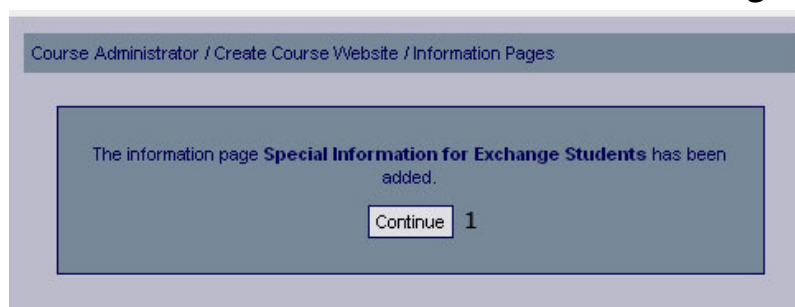 Course Administrator / Create Course Website / Information Pages
The information page Special Information for Exchange Students has been
added.
Continue 1